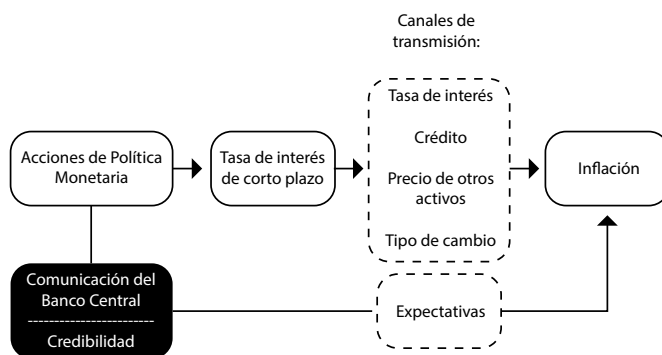 Canales de
transmisión:
Acciones de Política
Monetaria
Tasa de interés
de corto plazo
Tasa de interés
Crédito
Precio de otros
activos
Tipo de cambio
Inflación
Comunicación del
Banco Central
-----------------------
Credibilidad
Expectativas